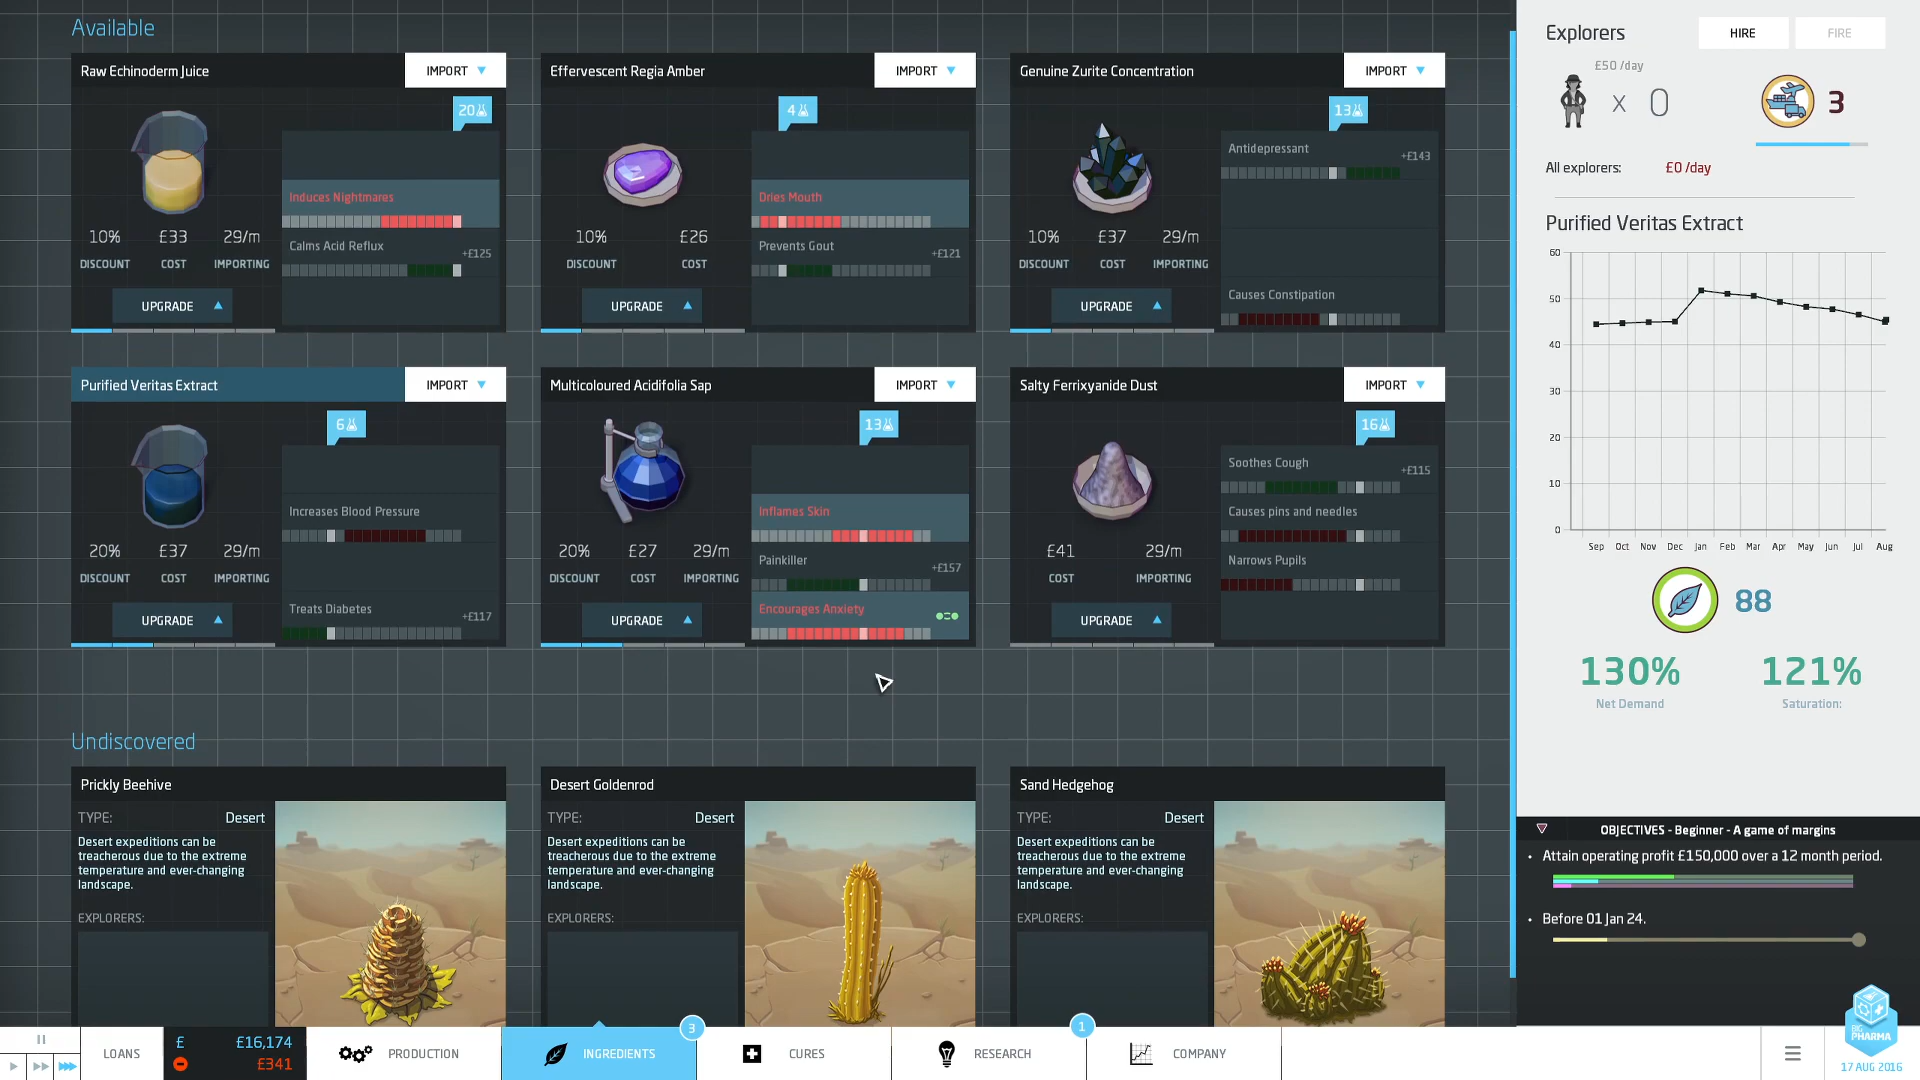 Available
Raw Echinoderm Juice
IMPORT
20
Induces Nightmares
Calms Acid Reflux
+£125
10%
£33
29/m
DISCOUNT
COST
IMPORTING
UPGRADE
Effervescent Regia Amber
IMPORT
4
Dries Mouth
Prevents Gout
+£121
10%
£26
DISCOUNT
COST
UPGRADE
Genuine Zurite Concentration
IMPORT
13
Antidepressant
+£143
Causes Constipation
10%
£37
29/m
DISCOUNT
COST
IMPORTING
UPGRADE
Purified Veritas Extract
IMPORT
6
Increases Blood Pressure
Treats Diabetes
+£117
20%
£37
29/m
DISCOUNT
COST
IMPORTING
UPGRADE
Multicoloured Acidifolia Sap
IMPORT
13
Inflames Skin
Painkiller
+£157
Encourages Anxiety
20%
£27
29/m
DISCOUNT
COST
IMPORTING
UPGRADE
Salty Ferrixyanide Dust
IMPORT
16
Soothes Cough
+£115
Causes pins and needles
Narrows Pupils
£41
29/m
COST
IMPORTING
UPGRADE
Undiscovered
Prickly Beehive
TYPE: Desert
Desert expeditions can be
treacherous due to the extreme
temperature and ever-changing
landscape.
EXPLORERS:
Desert Goldenrod
TYPE: Desert
Desert expeditions can be
treacherous due to the extreme
temperature and ever-changing
landscape.
EXPLORERS:
Sand Hedgehog
TYPE: Desert
Desert expeditions can be
treacherous due to the extreme
temperature and ever-changing
landscape.
EXPLORERS:
Explorers
HIRE
FIRE
£50 /day
X 0
3
All explorers: £0 /day
Purified Veritas Extract
60
50
40
30
20
10
0
Sep Oct Nov Dec Jan Feb Mar Apr May Jun Jul Aug
88
130%
Net Demand
121%
Saturation:
OBJECTIVES - Beginner - A game of margins
• Attain operating profit £150,000 over a 12 month period.
• Before 01 Jan 24.
LOANS
£ £16,174
£341
PRODUCTION
INGREDIENTS
3
CURES
RESEARCH
1
COMPANY
BIG
PHARMA
17 AUG 2016